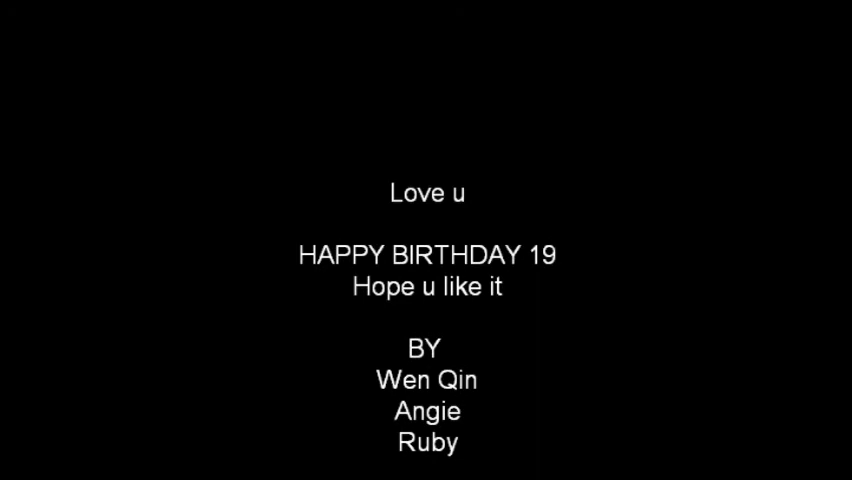 Love u
HAPPY BIRTHDAY 19
Hope u like it
BY
Wen Qin
Angie
Ruby